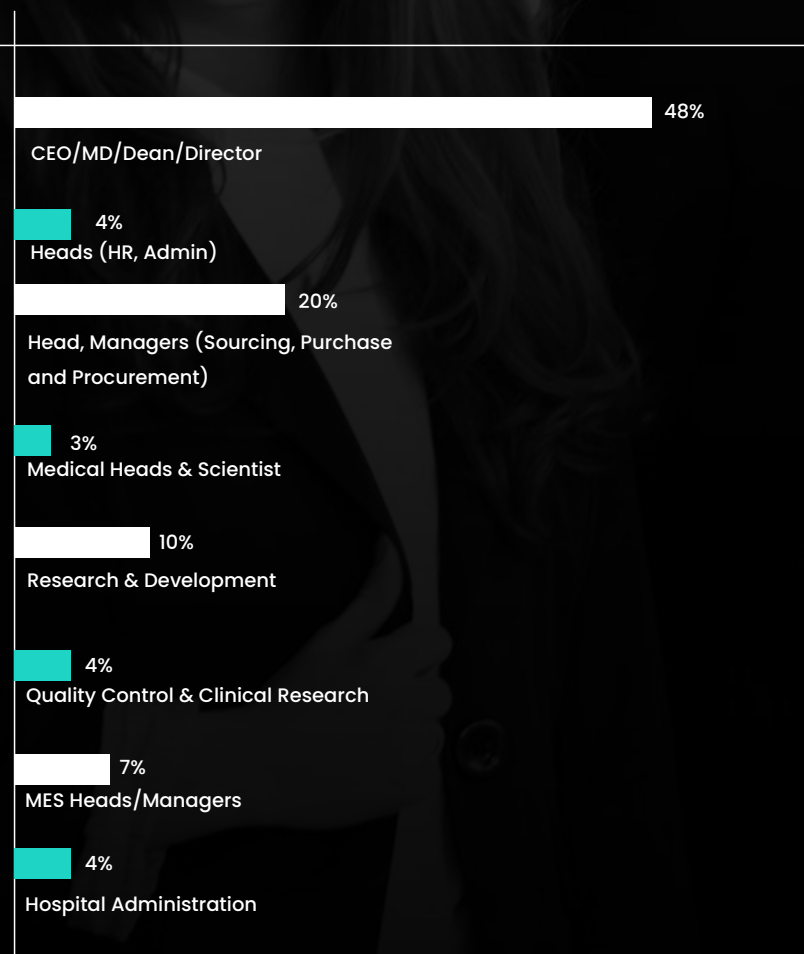 48%
CEO/MD/Dean/Director
4%
Heads (HR, Admin)
20%
Head, Managers (Sourcing, Purchase
and Procurement)
3%
Medical Heads & Scientist
10%
Research & Development
4%
Quality Control & Clinical Research
7%
MES Heads/Managers
4%
Hospital Administration